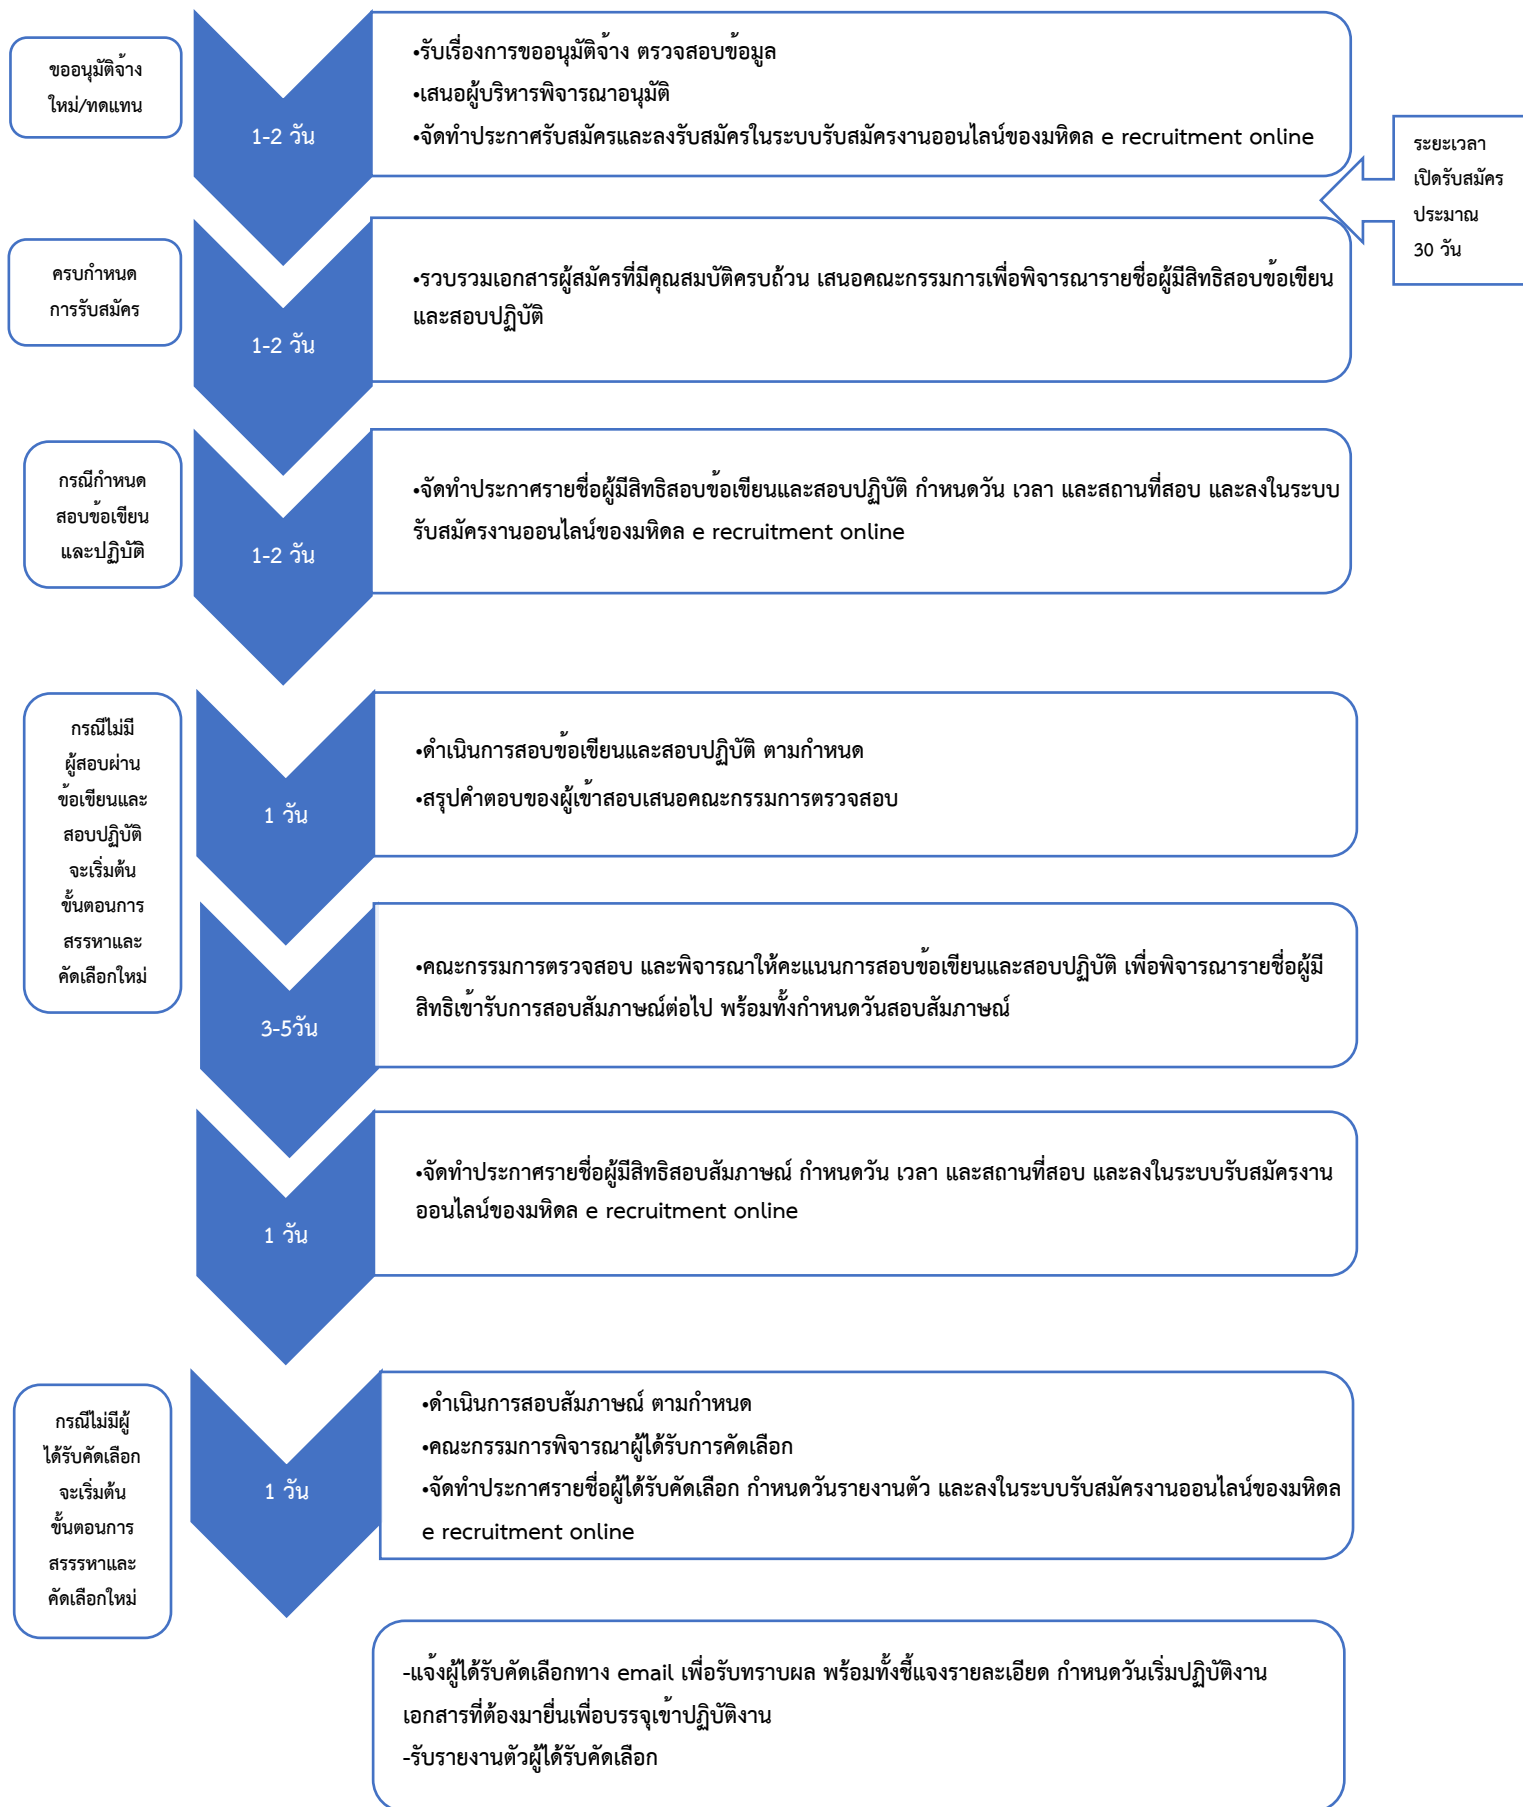 ขออนุมัติจ้าง
ใหม่/ทดแทน
1-2 วัน
•รับเรื่องการขออนุมัติจ้าง ตรวจสอบข้อมูล
•เสนอผู้บริหารพิจารณาอนุมัติ
•จัดทำประกาศรับสมัครและลงรับสมัครในระบบรับสมัครงานออนไลน์ของมหิดล e recruitment online
ระยะเวลา
เปิดรับสมัคร
ประมาณ
30 วัน
ครบกำหนด
การรับสมัคร
1-2 วัน
•รวบรวมเอกสารผู้สมัครที่มีคุณสมบัติครบถ้วน เสนอคณะกรรมการเพื่อพิจารณารายชื่อผู้มีสิทธิสอบข้อเขียน
และสอบปฏิบัติ
กรณีกำหนด
สอบข้อเขียน
และปฏิบัติ
1-2 วัน
•จัดทำประกาศรายชื่อผู้มีสิทธิสอบข้อเขียนและสอบปฏิบัติ กำหนดวัน เวลา และสถานที่สอบ และลงในระบบ
รับสมัครงานออนไลน์ของมหิดล e recruitment online
กรณีไม่มี
ผู้สอบผ่าน
ข้อเขียนและ
สอบปฏิบัติ
จะเริ่มต้น
ขั้นตอนการ
สรรหาและ
คัดเลือกใหม่
1 วัน
•ดำเนินการสอบข้อเขียนและสอบปฏิบัติ ตามกำหนด
•สรุปคำตอบของผู้เข้าสอบเสนอคณะกรรมการตรวจสอบ
3-5วัน
•คณะกรรมการตรวจสอบ และพิจารณาให้คะแนนการสอบข้อเขียนและสอบปฏิบัติ เพื่อพิจารณารายชื่อผู้มี
สิทธิเข้ารับการสอบสัมภาษณ์ต่อไป พร้อมทั้งกำหนดวันสอบสัมภาษณ์
1 วัน
•จัดทำประกาศรายชื่อผู้มีสิทธิสอบสัมภาษณ์ กำหนดวัน เวลา และสถานที่สอบ และลงในระบบรับสมัครงาน
ออนไลน์ของมหิดล e recruitment online
กรณีไม่มีผู้
ได้รับคัดเลือก
จะเริ่มต้น
ขั้นตอนการ
สรรรหาและ
คัดเลือกใหม่
1 วัน
•ดำเนินการสอบสัมภาษณ์ ตามกำหนด
•คณะกรรมการพิจารณาผู้ได้รับการคัดเลือก
•จัดทำประกาศรายชื่อผู้ได้รับคัดเลือก กำหนดวันรายงานตัว และลงในระบบรับสมัครงานออนไลน์ของมหิดล
e recruitment online
-แจ้งผู้ได้รับคัดเลือกทาง email เพื่อรับทราบผล พร้อมทั้งชี้แจงรายละเอียด กำหนดวันเริ่มปฏิบัติงาน
เอกสารที่ต้องมายื่นเพื่อบรรจุเข้าปฏิบัติงาน
-รับรายงานตัวผู้ได้รับคัดเลือก